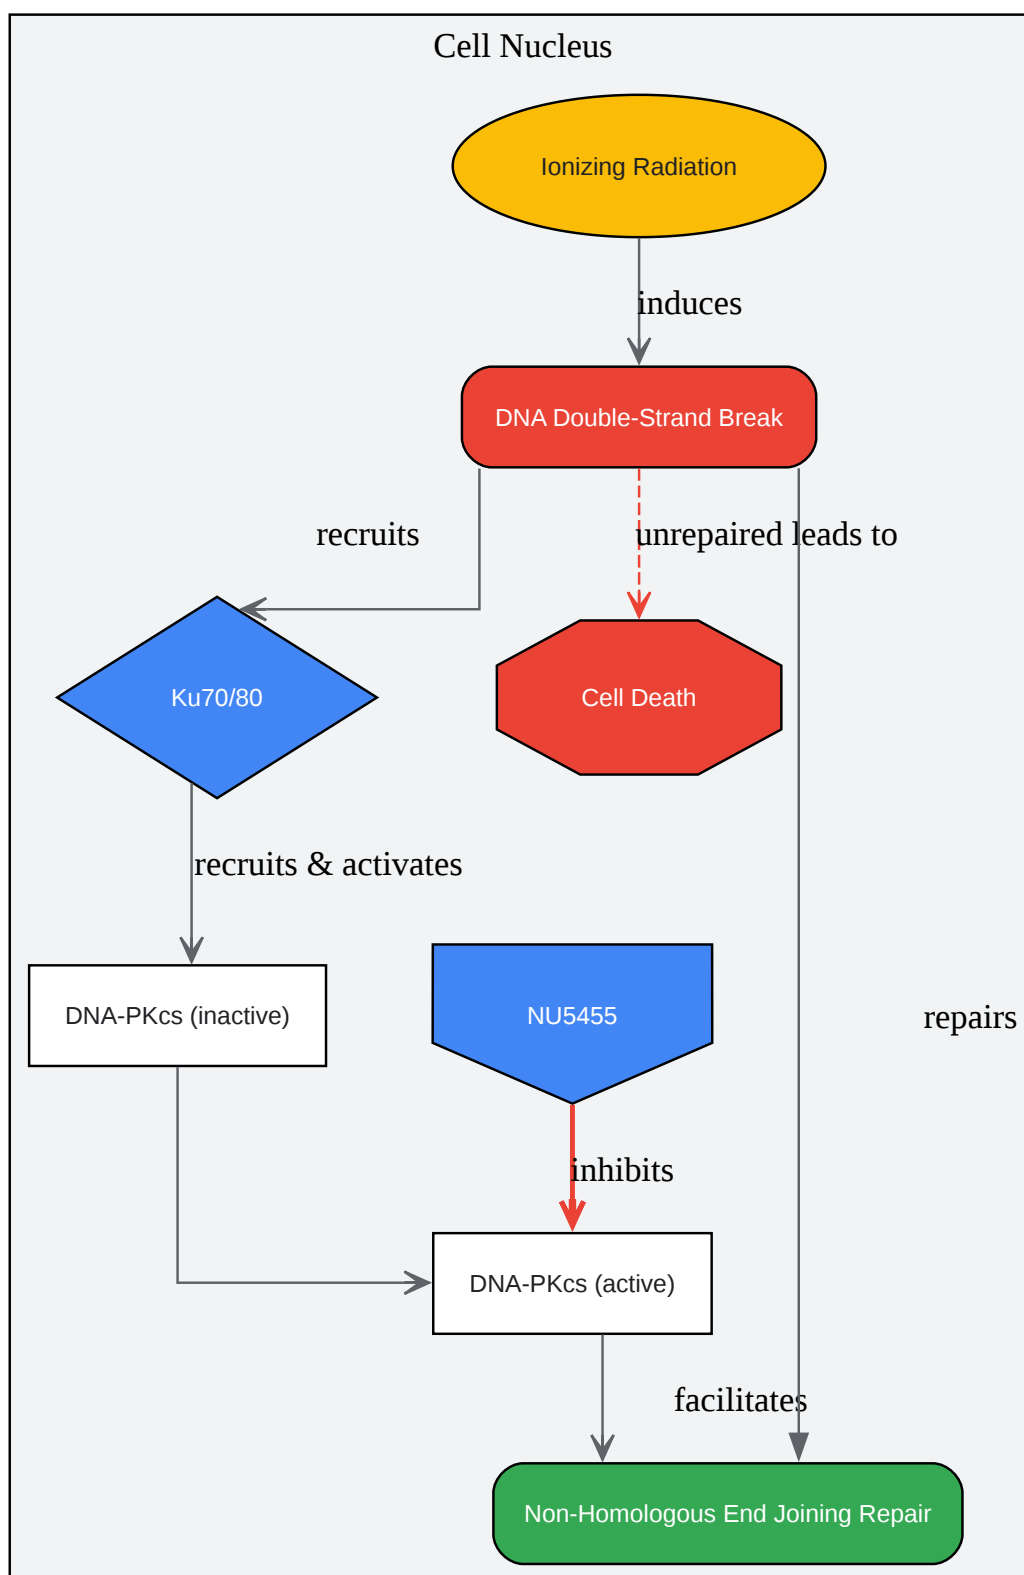 Cell Nucleus
Ionizing Radiation
induces
DNA Double-Strand Break
recruits
unrepaired leads to
Ku70/80
Cell Death
recruits & activates
DNA-PKcs (inactive)
NU5455
repairs
inhibits
DNA-PKcs (active)
facilitates
Non-Homologous End Joining Repair